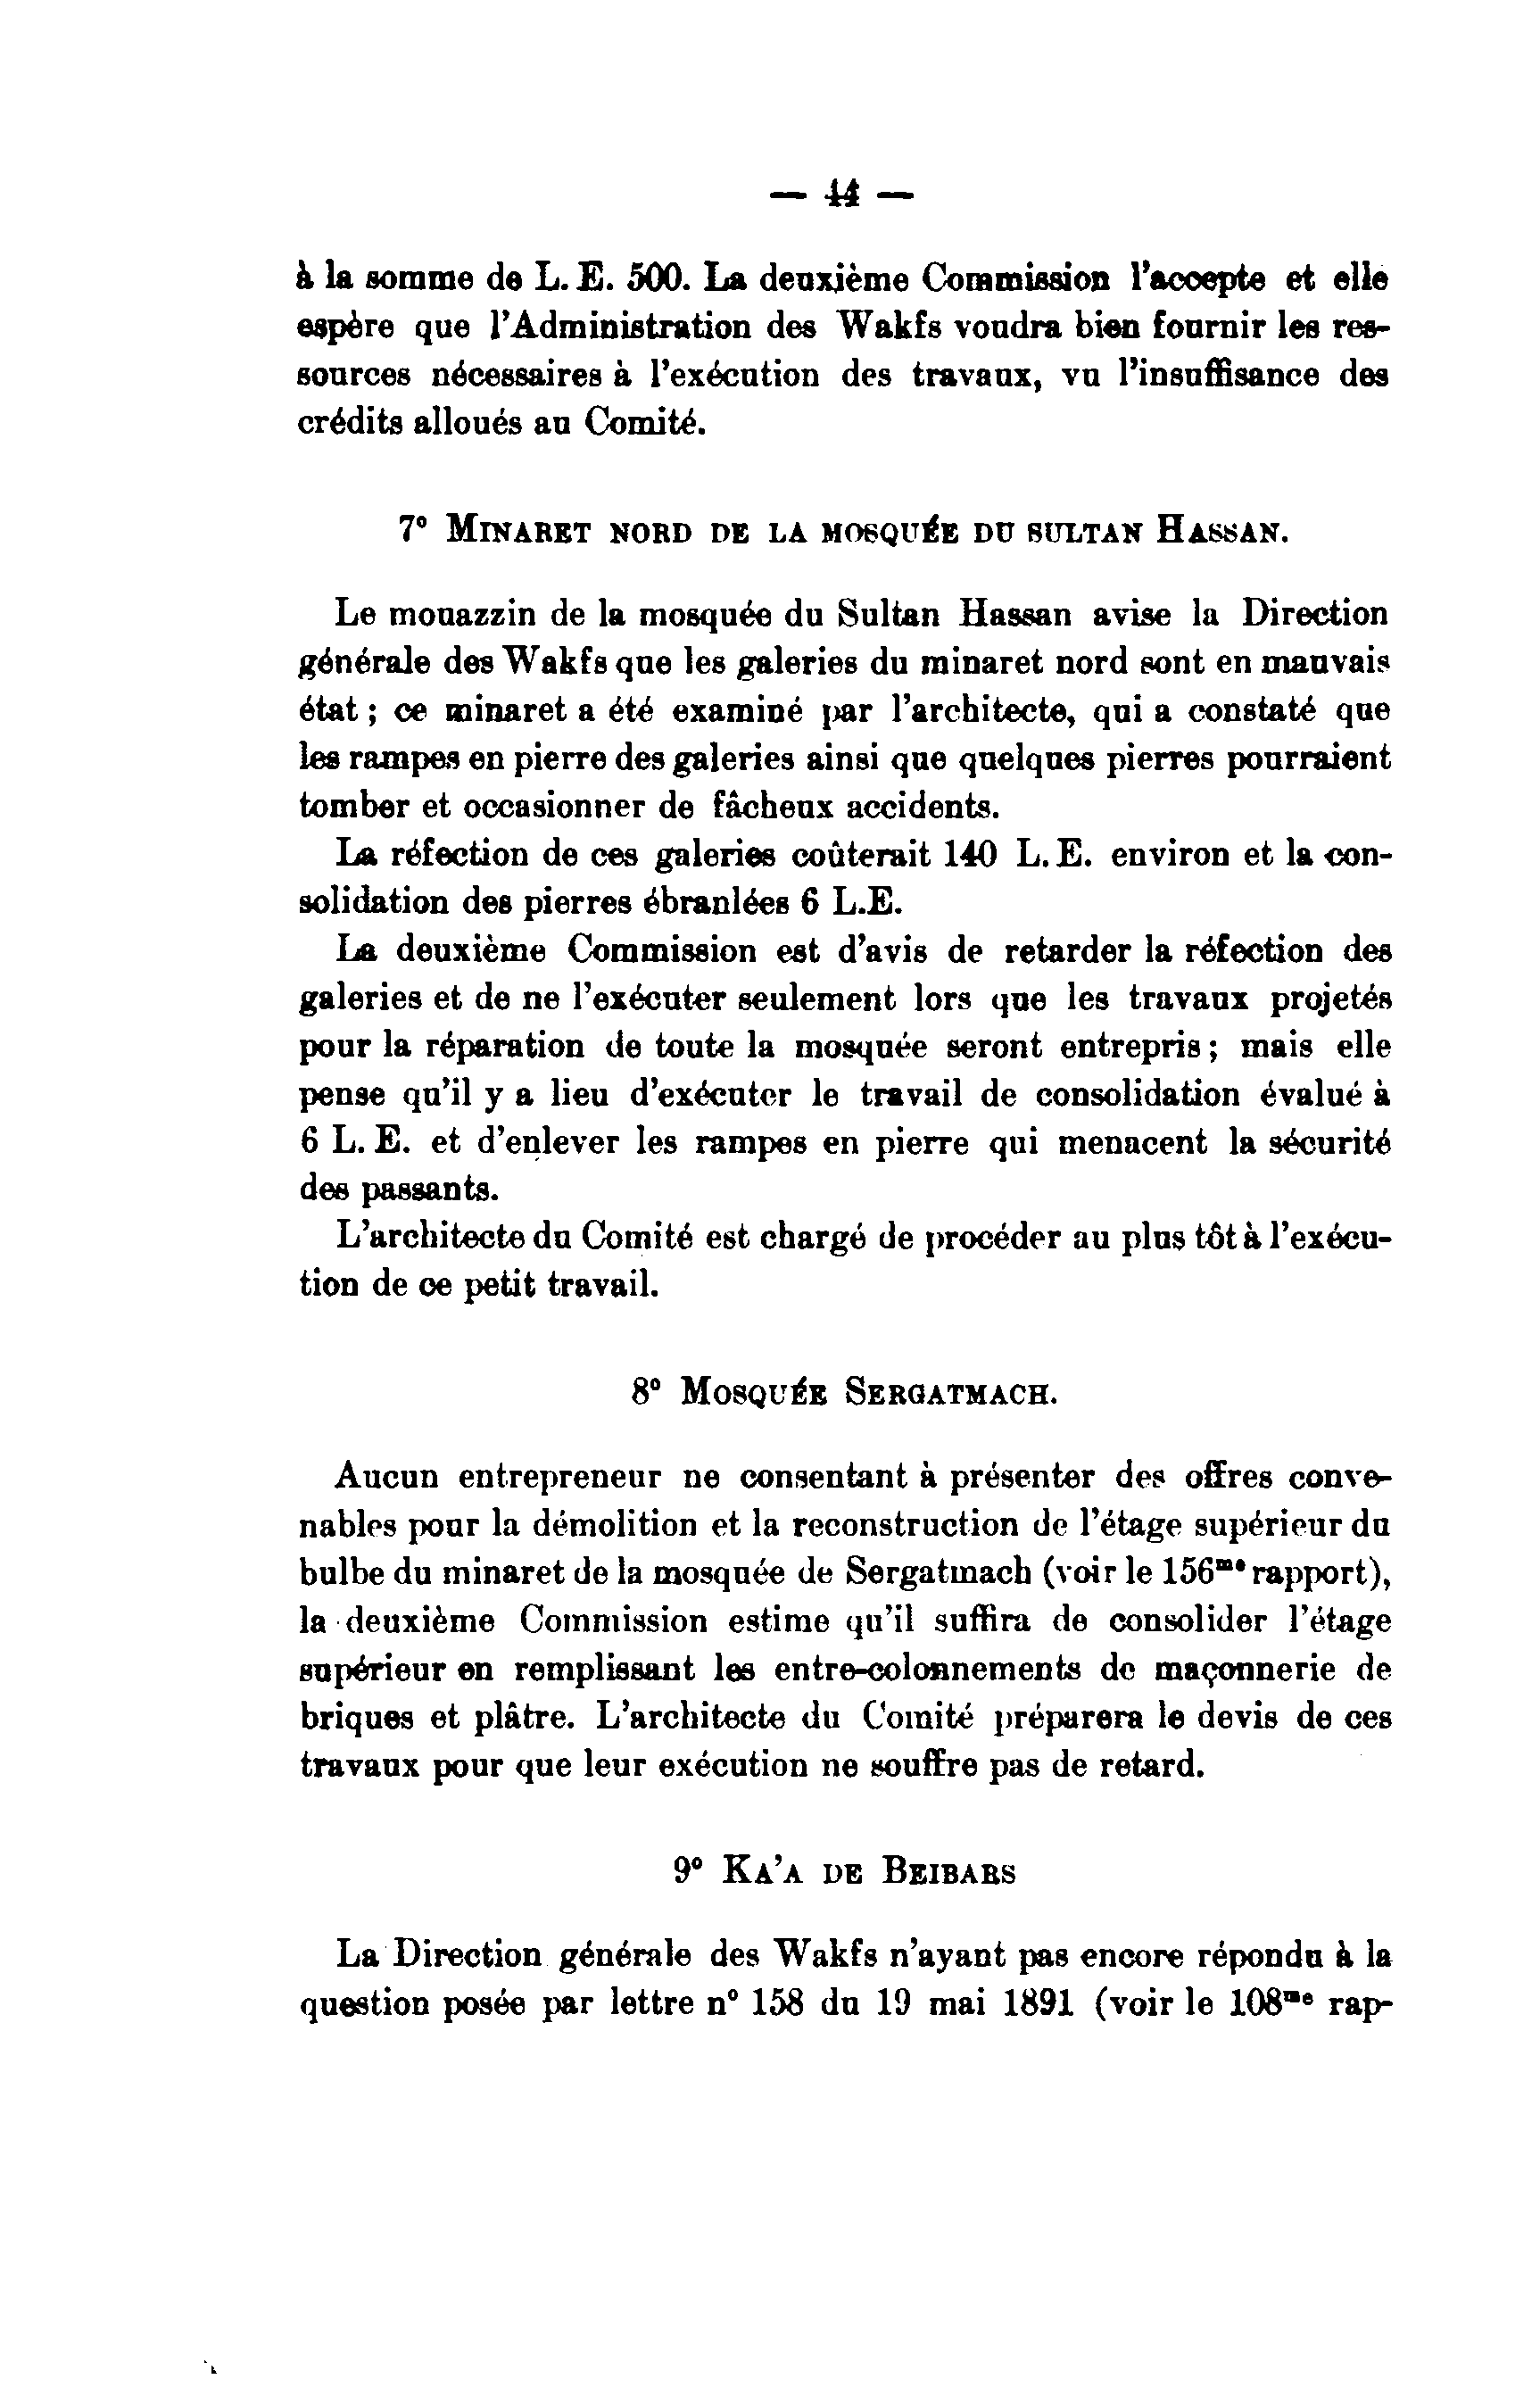 — 44 —
à la somme de L. E. 500. La deuxième Commission l'accepte et elle
espère que l'Administration des Wakfs voudra bien fournir les res-
sources nécessaires à l'exécution des travaux, vu l'insuffisance des
crédits alloués au Comité.
7° MINARET NORD DE LA MOSQUÉE DU SULTAN HASSAN.
Le mouazzin de la mosquée du Sultan Hassan avise la Direction
générale des Wakfs que les galeries du minaret nord sont en mauvais
état ; ce minaret a été examiné par l'architecte, qui a constaté que
les rampes en pierre des galeries ainsi que quelques pierres pourraient
tomber et occasionner de fâcheux accidents.
La réfection de ces galeries coûterait 140 L. E. environ et la con-
solidation des pierres ébranlées 6 L.E.
La deuxième Commission est d'avis de retarder la réfection des
galeries et de ne l'exécuter seulement lors que les travaux projetés
pour la réparation de toute la mosquée seront entrepris ; mais elle
pense qu'il y a lieu d'exécuter le travail de consolidation évalué à
6 L. E. et d'enlever les rampes en pierre qui menacent la sécurité
des passants.
L'architecte du Comité est chargé de procéder au plus tôt à l'exécu-
tion de ce petit travail.
8° MOSQUÉE SERGATMACH.
Aucun entrepreneur ne consentant à présenter des offres conve-
nables pour la démolition et la reconstruction de l'étage supérieur du
bulbe du minaret de la mosquée de Sergatmach (voir le 156me rapport),
la deuxième Commission estime qu'il suffira de consolider l'étage
supérieur en remplissant les entre-colonnements de maçonnerie de
briques et plâtre. L'architecte du Comité préparera le devis de ces
travaux pour que leur exécution ne souffre pas de retard.
9° KA'A DE BEIBARS
La Direction générale des Wakfs n'ayant pas encore répondu à la
question posée par lettre n° 158 du 19 mai 1891 (voir le 108me rap-